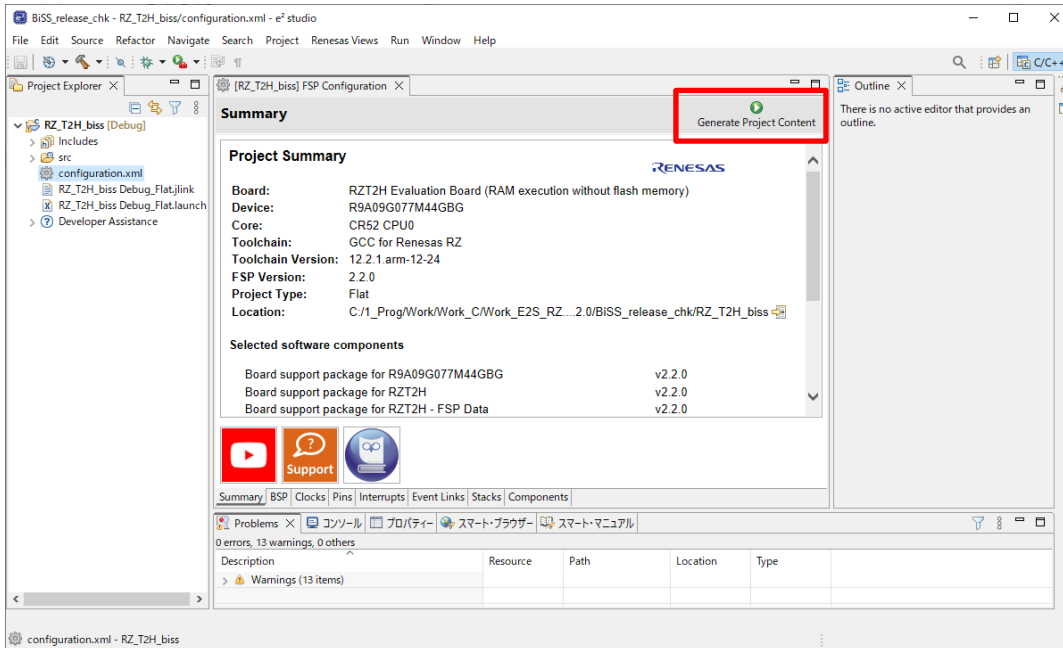 BiSS_release_chk - RZ_T2H_biss/configuration.xml - e² studio
File Edit Source Refactor Navigate Search Project Renesas Views Run Window Help
C/C++
Project Explorer
[RZ_T2H_biss] FSP Configuration
Outline
RZ_T2H_biss [Debug]
Includes
src
configuration.xml
RZ_T2H_biss Debug_Flat.jlink
RZ_T2H_biss Debug_Flat.launch
Developer Assistance
Summary
Generate Project Content
There is no active editor that provides an
outline.
Project Summary
RENESAS
Board: RZT2H Evaluation Board (RAM execution without flash memory)
Device: R9A09G077M44GBG
Core: CR52 CPU0
Toolchain: GCC for Renesas RZ
Toolchain Version: 12.2.1.arm-12-24
FSP Version: 2.2.0
Project Type: Flat
Location: C:/1_Prog/Work/Work_C/Work_E2S_RZ....2.0/BiSS_release_chk/RZ_T2H_biss
Selected software components
Board support package for R9A09G077M44GBG v2.2.0
Board support package for RZT2H v2.2.0
Board support package for RZT2H - FSP Data v2.2.0
Support
Summary BSP Clocks Pins Interrupts Event Links Stacks Components
Problems コンソール プロパティー スマート・ブラウザー スマート・マニュアル
0 errors, 13 warnings, 0 others
Description Resource Path Location Type
Warnings (13 items)
configuration.xml - RZ_T2H_biss